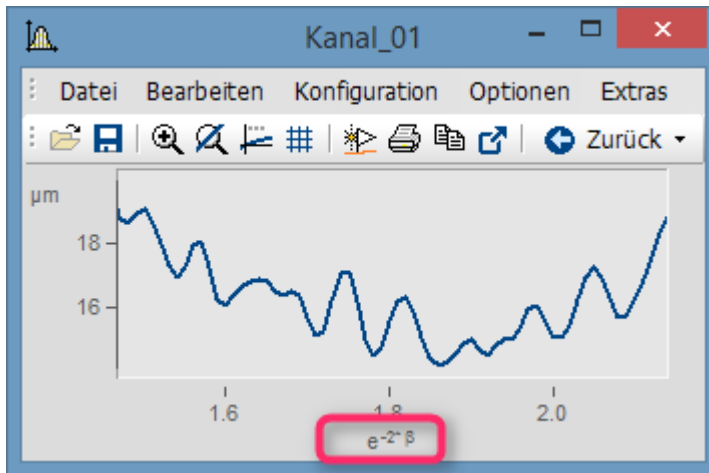 Kanal_01
Datei Bearbeiten Konfiguration Optionen Extras
Zurück
µm
18
16
1.6 1.8 2.0
e-2* β